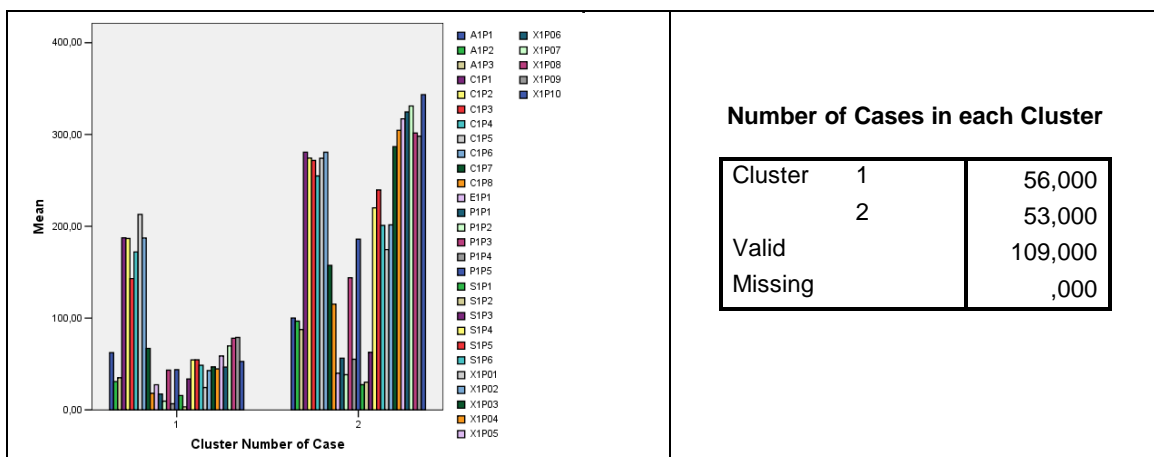 400,00
300,00
200,00
100,00
0,00
Mean
1
2
Cluster Number of Case
A1P1
A1P2
A1P3
C1P1
C1P2
C1P3
C1P4
C1P5
C1P6
C1P7
C1P8
E1P1
P1P1
P1P2
P1P3
P1P4
P1P5
S1P1
S1P2
S1P3
S1P4
S1P5
S1P6
X1P01
X1P02
X1P03
X1P04
X1P05
X1P06
X1P07
X1P08
X1P09
X1P10
Number of Cases in each Cluster
Cluster 1 56,000
2 53,000
Valid 109,000
Missing ,000